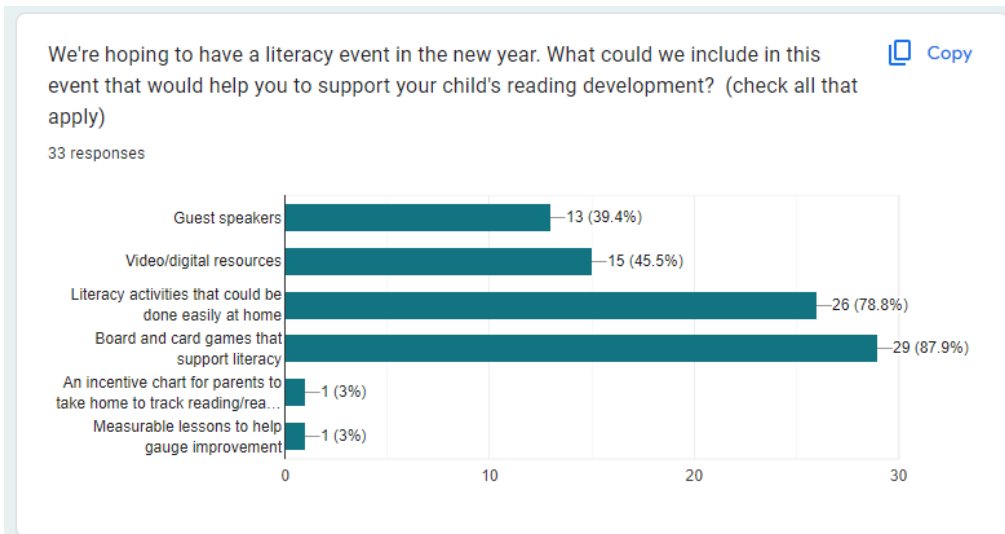 We're hoping to have a literacy event in the new year. What could we include in this
Copy
event that would help you to support your child's reading development?  (check all that
apply)
33 responses
Guest speakers
13 (39.4%)
Video/digital resources
15 (45.5%)
Literacy activities that could be
done easily at home
26 (78.8%)
Board and card games that
support literacy
29 (87.9%)
An incentive chart for parents to
take home to track reading/rea...
1 (3%)
Measurable lessons to help
gauge improvement
1 (3%)
0
10
20
30